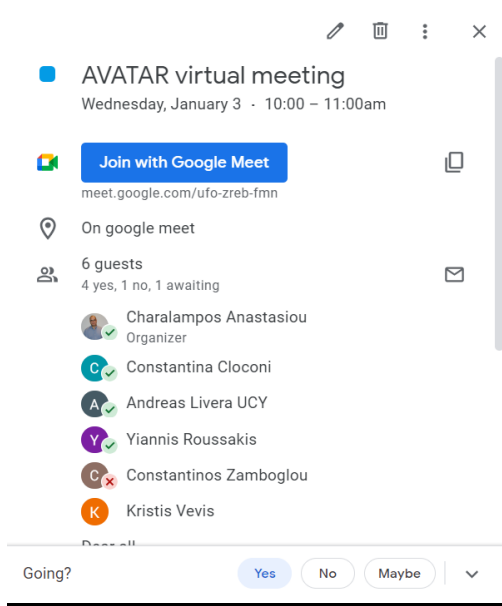 AVATAR virtual meeting
Wednesday, January 3 · 10:00 – 11:00am
Join with Google Meet
meet.google.com/ufo-zreb-fmn
On google meet
6 guests
4 yes, 1 no, 1 awaiting
Charalampos Anastasiou
Organizer
C Constantina Cloconi
A Andreas Livera UCY
Y Yiannis Roussakis
C Constantinos Zamboglou
K Kristis Vevis
Dear all
Going? Yes No Maybe